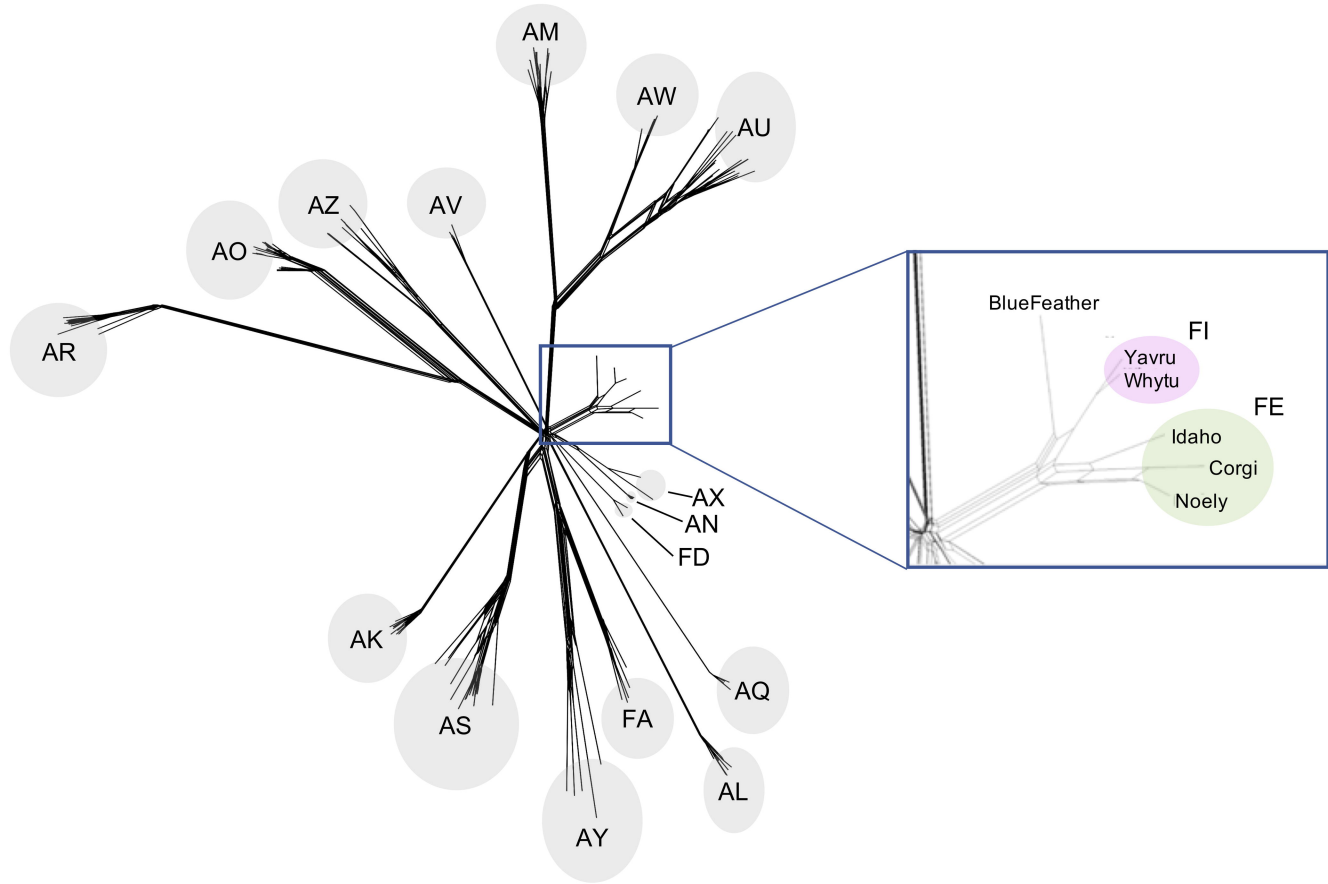 AM
AW
AU
AZ
AV
AO
AR
BlueFeather
FI
Yavru
Whytu
FE
Idaho
Corgi
Noely
AX
AN
FD
AK
AS
FA
AQ
AL
AY